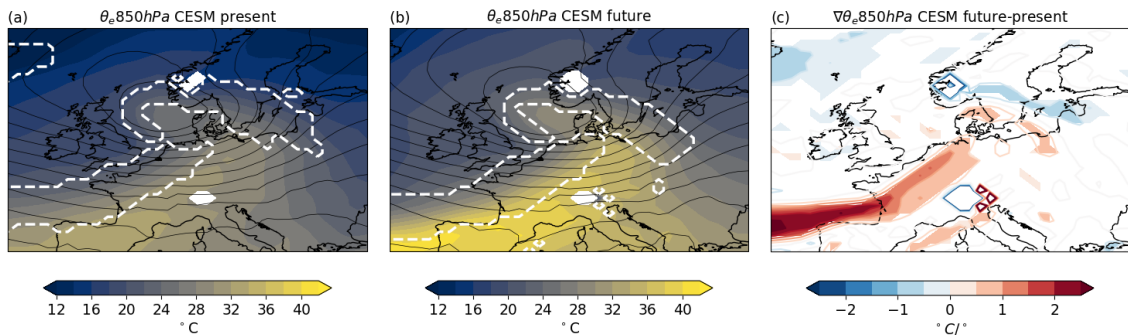 (a) θe850hPa CESM present
(b) θe850hPa CESM future
(c) ∇θe850hPa CESM future-present
12 16 20 24 28 32 36 40
°C
12 16 20 24 28 32 36 40
°C
−2 −1 0 1 2
°C/°